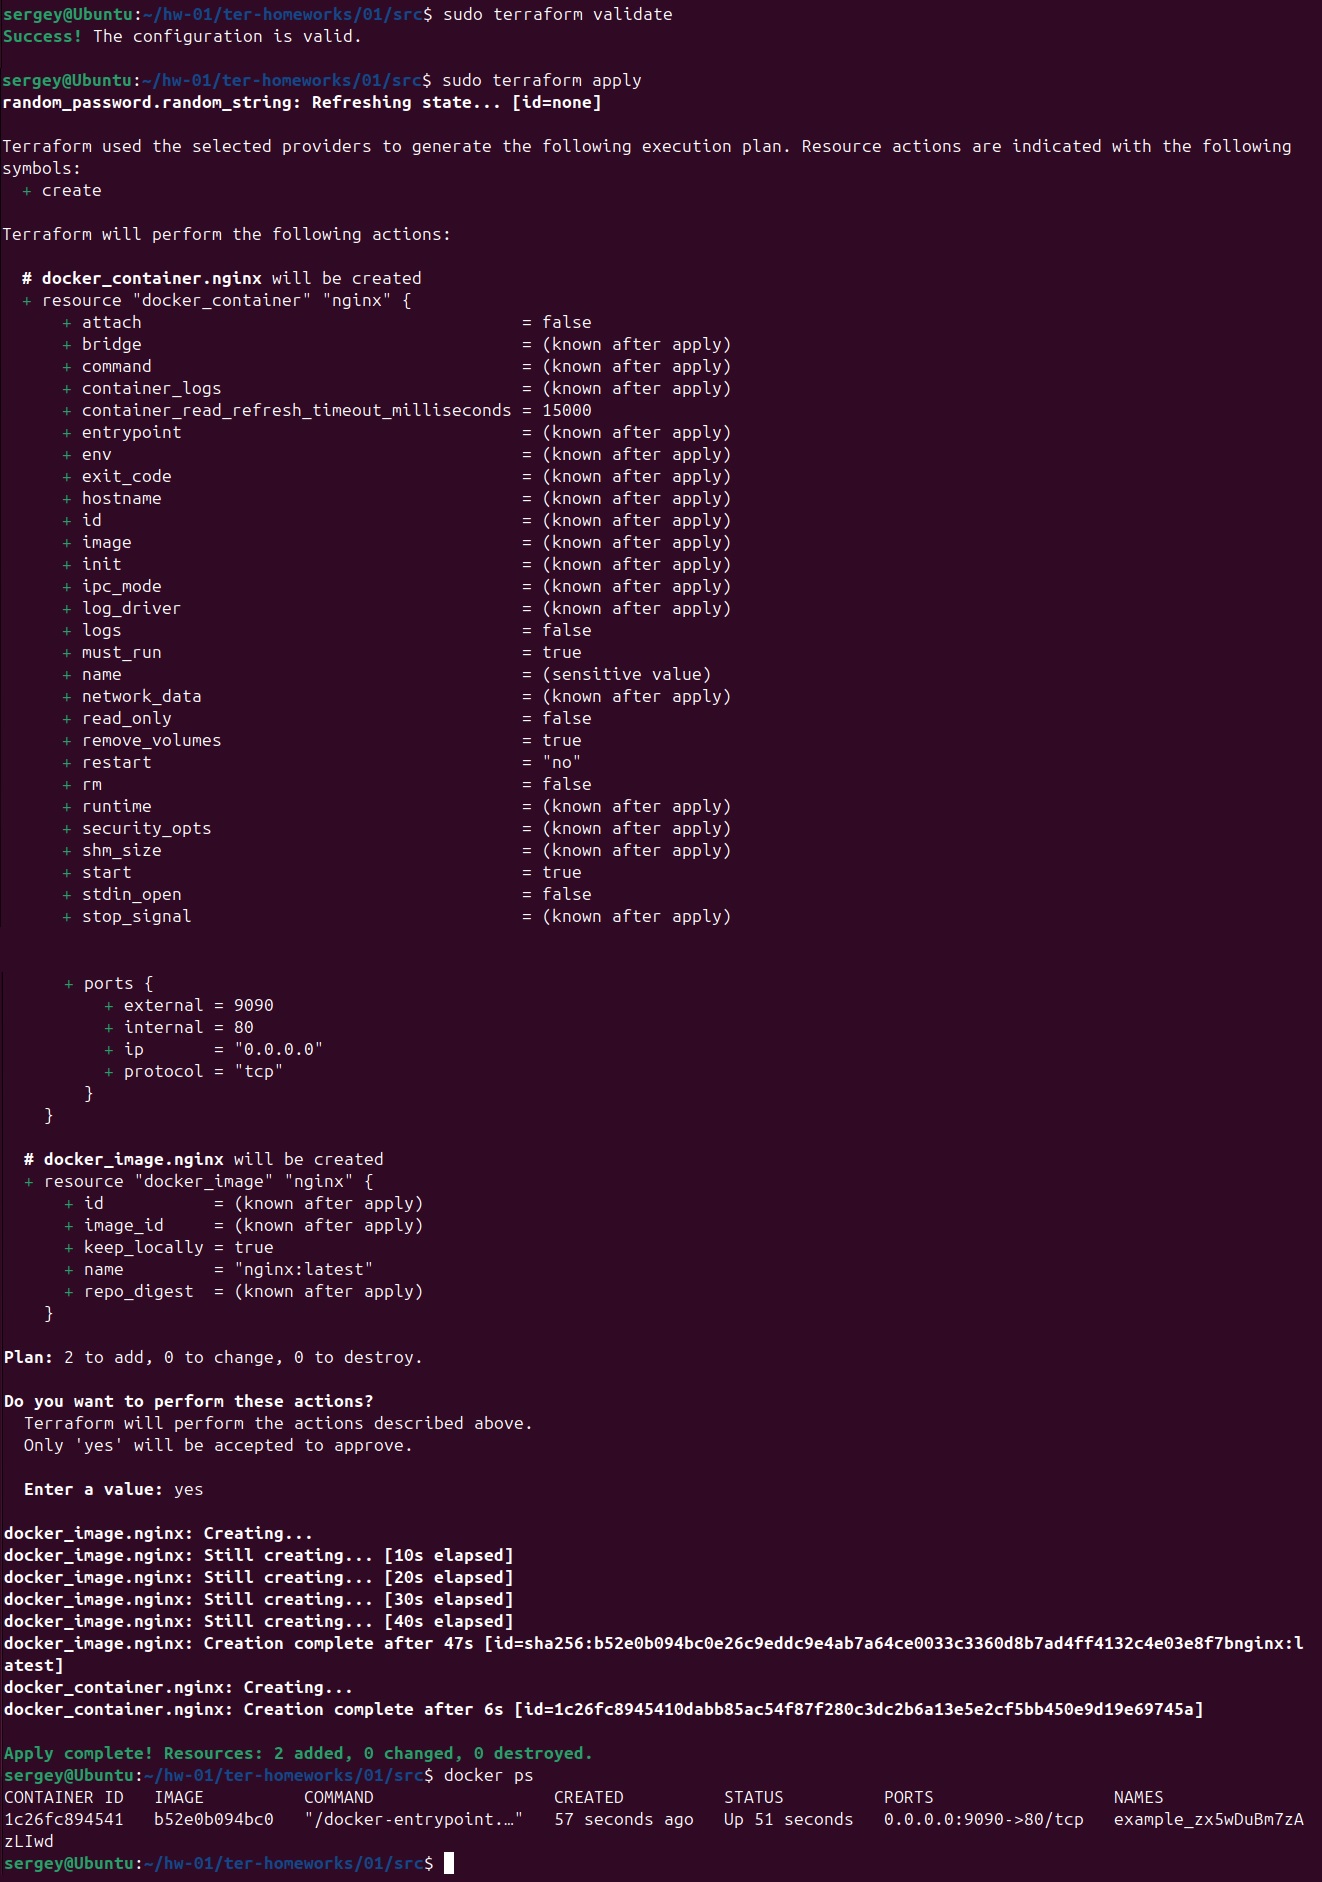 sergey@Ubuntu:~/hw-01/ter-homeworks/01/src$ sudo terraform validate
Success! The configuration is valid.
sergey@Ubuntu:~/hw-01/ter-homeworks/01/src$ sudo terraform apply
random_password.random_string: Refreshing state... [id=none]
Terraform used the selected providers to generate the following execution plan. Resource actions are indicated with the following
symbols:
  + create
Terraform will perform the following actions:
  # docker_container.nginx will be created
  + resource "docker_container" "nginx" {
      + attach                                      = false
      + bridge                                      = (known after apply)
      + command                                     = (known after apply)
      + container_logs                              = (known after apply)
      + container_read_refresh_timeout_milliseconds = 15000
      + entrypoint                                  = (known after apply)
      + env                                         = (known after apply)
      + exit_code                                   = (known after apply)
      + hostname                                    = (known after apply)
      + id                                          = (known after apply)
      + image                                       = (known after apply)
      + init                                        = (known after apply)
      + ipc_mode                                    = (known after apply)
      + log_driver                                  = (known after apply)
      + logs                                        = false
      + must_run                                    = true
      + name                                        = (sensitive value)
      + network_data                                = (known after apply)
      + read_only                                   = false
      + remove_volumes                              = true
      + restart                                     = "no"
      + rm                                          = false
      + runtime                                     = (known after apply)
      + security_opts                               = (known after apply)
      + shm_size                                    = (known after apply)
      + start                                       = true
      + stdin_open                                  = false
      + stop_signal                                 = (known after apply)
      + ports {
          + external = 9090
          + internal = 80
          + ip       = "0.0.0.0"
          + protocol = "tcp"
        }
    }
  # docker_image.nginx will be created
  + resource "docker_image" "nginx" {
      + id           = (known after apply)
      + image_id     = (known after apply)
      + keep_locally = true
      + name         = "nginx:latest"
      + repo_digest  = (known after apply)
    }
Plan: 2 to add, 0 to change, 0 to destroy.
Do you want to perform these actions?
  Terraform will perform the actions described above.
  Only 'yes' will be accepted to approve.
  Enter a value: yes
docker_image.nginx: Creating...
docker_image.nginx: Still creating... [10s elapsed]
docker_image.nginx: Still creating... [20s elapsed]
docker_image.nginx: Still creating... [30s elapsed]
docker_image.nginx: Still creating... [40s elapsed]
docker_image.nginx: Creation complete after 47s [id=sha256:b52e0b094bc0e26c9eddc9e4ab7a64ce0033c3360d8b7ad4ff4132c4e03e8f7bnginx:l
atest]
docker_container.nginx: Creating...
docker_container.nginx: Creation complete after 6s [id=1c26fc8945410dabb85ac54f87f280c3dc2b6a13e5e2cf5bb450e9d19e69745a]
Apply complete! Resources: 2 added, 0 changed, 0 destroyed.
sergey@Ubuntu:~/hw-01/ter-homeworks/01/src$ docker ps
CONTAINER ID   IMAGE          COMMAND                  CREATED          STATUS          PORTS                  NAMES
1c26fc894541   b52e0b094bc0   "/docker-entrypoint.…"   57 seconds ago   Up 51 seconds   0.0.0.0:9090->80/tcp   example_zx5wDuBm7zA
zLIwd
sergey@Ubuntu:~/hw-01/ter-homeworks/01/src$